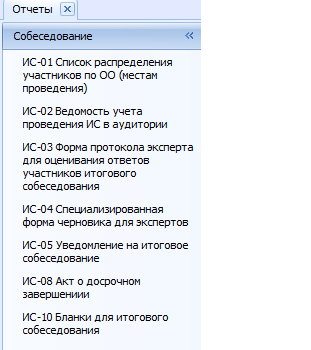 Отчеты
Собеседование
ИС-01 Список распределения
участников по ОО (местам
проведения)
ИС-02 Ведомость учета
проведения ИС в аудитории
ИС-03 Форма протокола эксперта
для оценивания ответов
участников итогового
собеседования
ИС-04 Специализированная
форма черновика для экспертов
ИС-05 Уведомление на итоговое
собеседование
ИС-08 Акт о досрочном
завершениии
ИС-10 Бланки для итогового
собеседования